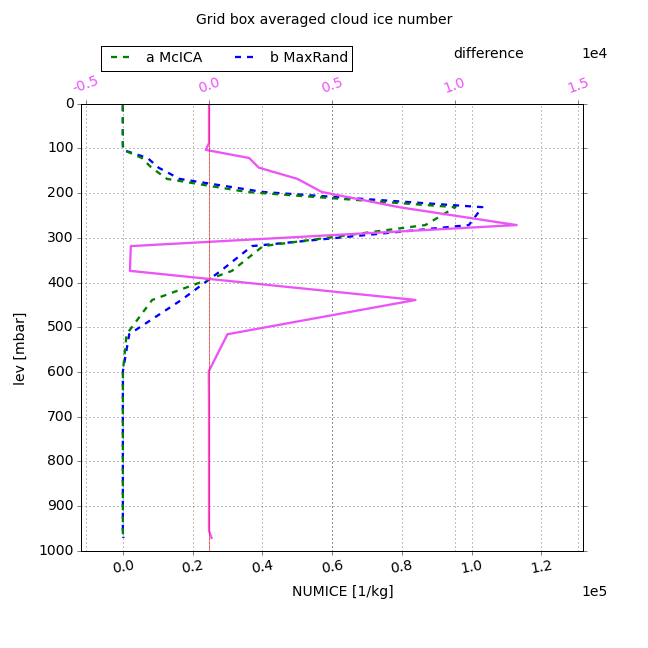 Grid box averaged cloud ice number
a McICA b MaxRand difference 1e4
-0.5 0.0 0.5 1.0 1.5
0
100
200
300
400
500
600
700
800
900
1000
lev [mbar]
0.0 0.2 0.4 0.6 0.8 1.0 1.2
NUMICE [1/kg] 1e5